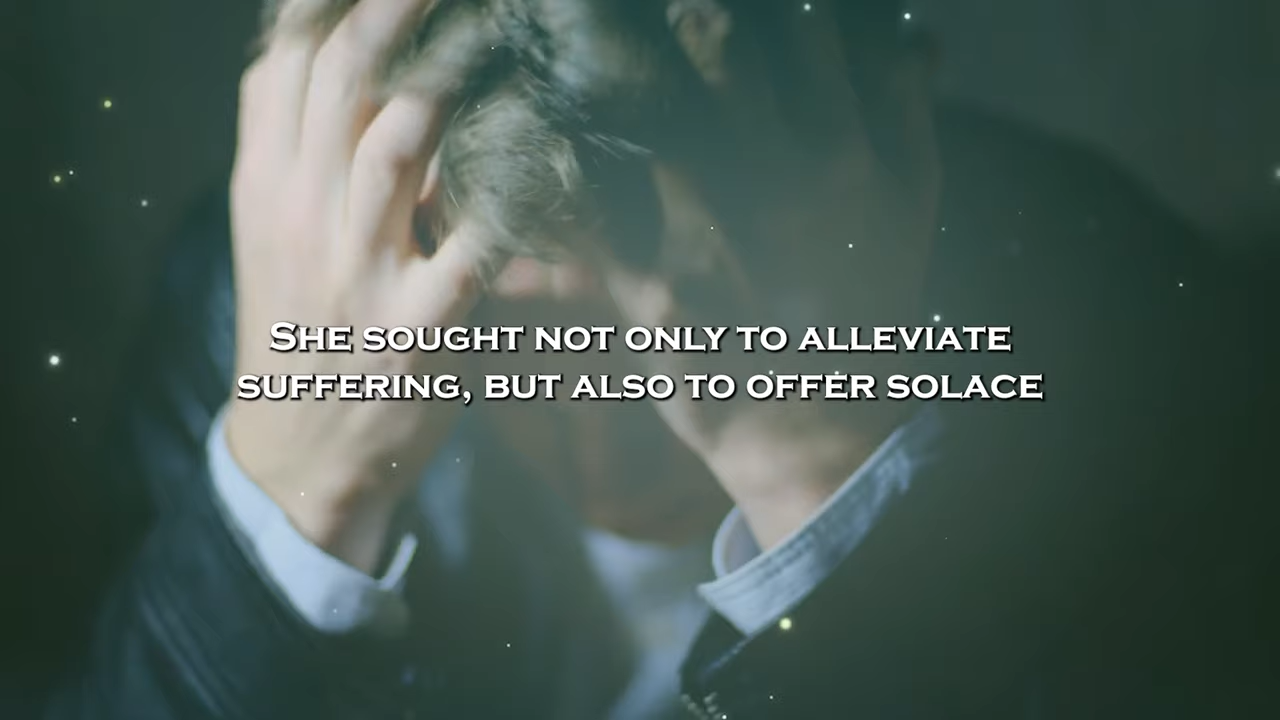 She sought not only to alleviate
suffering, but also to offer solace